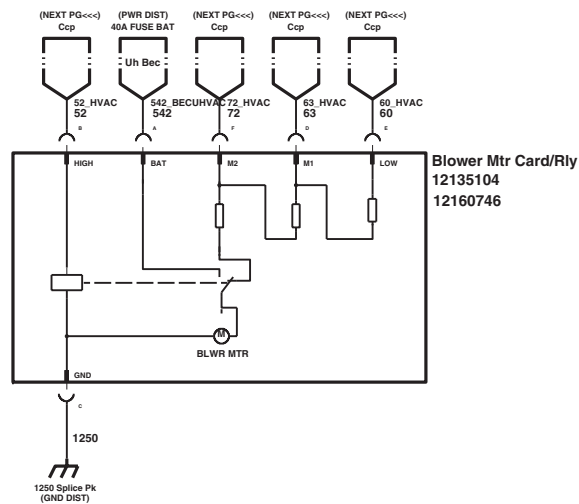 (NEXT PG<<<) (PWR DIST) (NEXT PG<<<) (NEXT PG<<<) (NEXT PG<<<)
Ccp 40A FUSE BAT Ccp Ccp Ccp
Uh Bec
52_HVAC 542_BECUHVAC 72_HVAC 63_HVAC 60_HVAC
52 542 72 63 60
B A F D E
HIGH BAT M2 M1 LOW
Blower Mtr Card/Rly
12135104
12160746
M
BLWR MTR
GND
C
1250
1250 Splice Pk
(GND DIST)